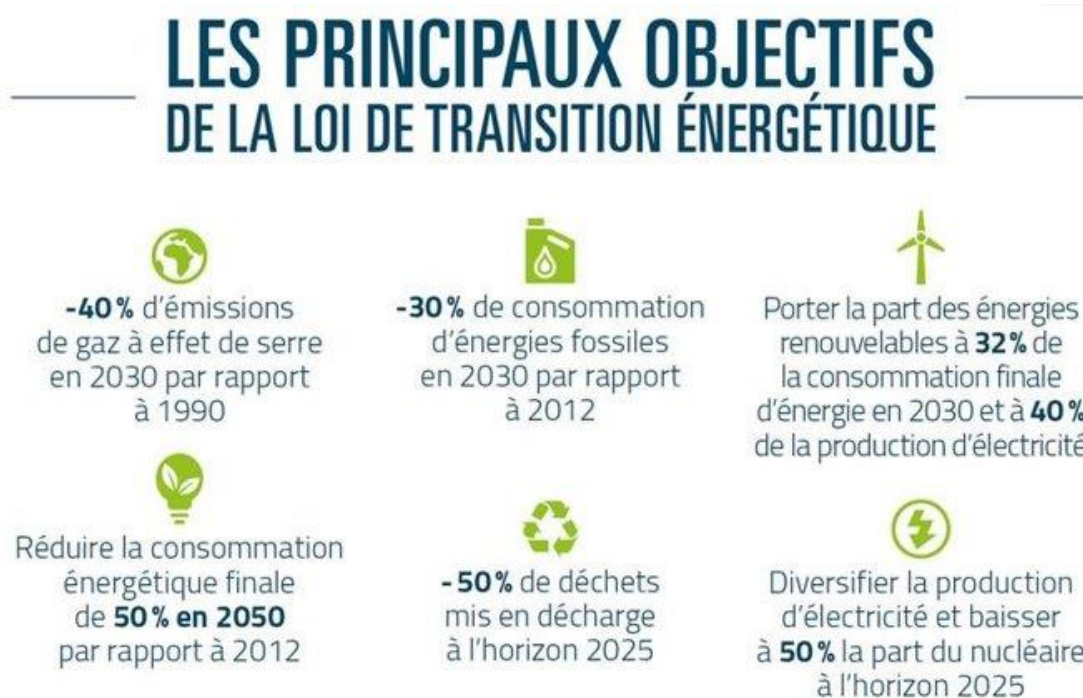 LES PRINCIPAUX OBJECTIFS
DE LA LOI DE TRANSITION ÉNERGÉTIQUE
-40% d'émissions
de gaz à effet de serre
en 2030 par rapport
à 1990
-30% de consommation
d'énergies fossiles
en 2030 par rapport
à 2012
Porter la part des énergies
renouvelables à 32% de
la consommation finale
d'énergie en 2030 et à 40%
de la production d'électricité
Réduire la consommation
énergétique finale
de 50% en 2050
par rapport à 2012
-50% de déchets
mis en décharge
à l'horizon 2025
Diversifier la production
d'électricité et baisser
à 50% la part du nucléaire
à l'horizon 2025